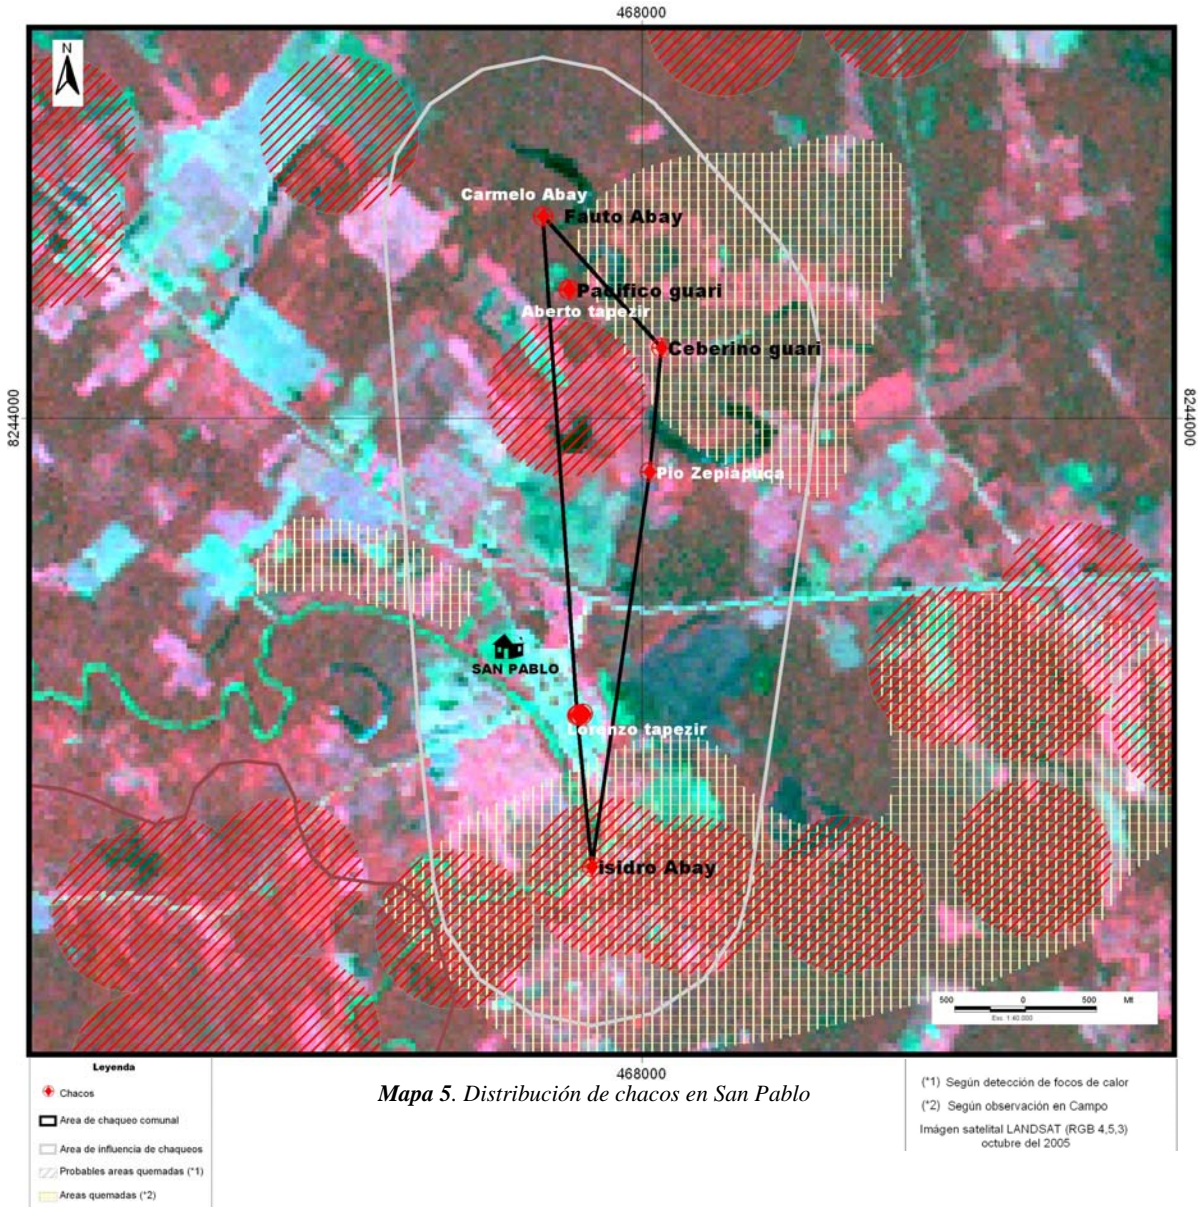 468000
N
Carmelo Abay
Fauto Abay
Pacifico guari
Aberto tapezir
Ceberino guari
8244000
8244000
Pio Zepiapuca
SAN PABLO
Lorenzo tapezir
isidro Abay
500 0 500 Mt
Esc. 1:40.000
468000
Leyenda
Chacos
Area de chaqueo comunal
Area de influencia de chaqueos
Probables areas quemadas (*1)
Areas quemadas (*2)
Mapa 5. Distribución de chacos en San Pablo
(*1) Según detección de focos de calor
(*2) Según observación en Campo
Imágen satelital LANDSAT (RGB 4,5,3)
octubre del 2005